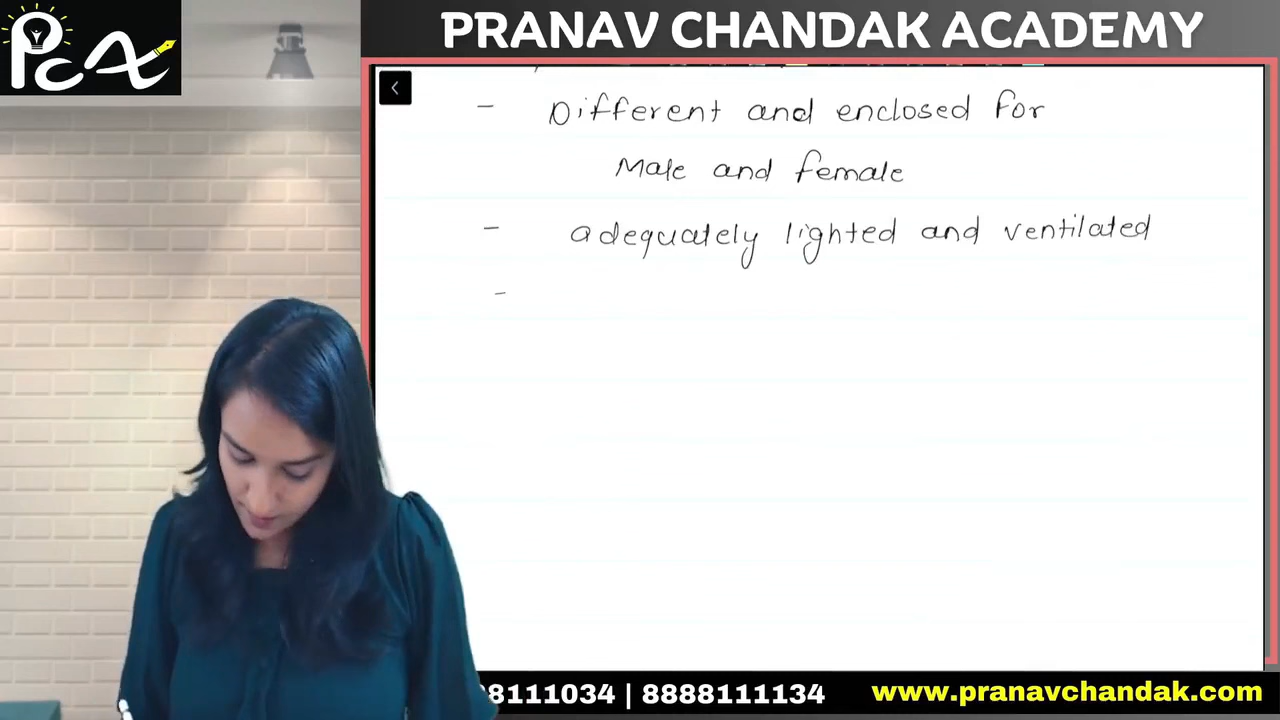 PCA
PRANAV CHANDAK ACADEMY
- Different and enclosed for
Male and female
- adequately lighted and ventilated
-
8111034 | 8888111134
www.pranavchandak.com